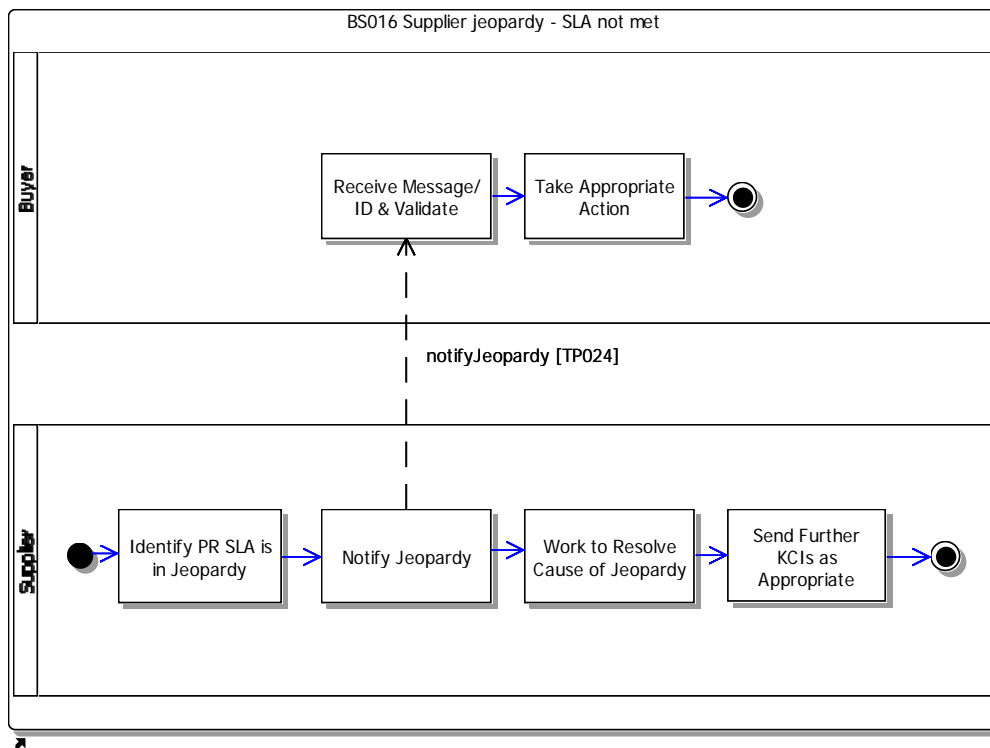 BS016 Supplier jeopardy - SLA not met
Buyer
Receive Message/
ID & Validate
Take Appropriate
Action
notifyJeopardy [TP024]
Supplier
Identify PR SLA is
in Jeopardy
Notify Jeopardy
Work to Resolve
Cause of Jeopardy
Send Further
KCIs as
Appropriate